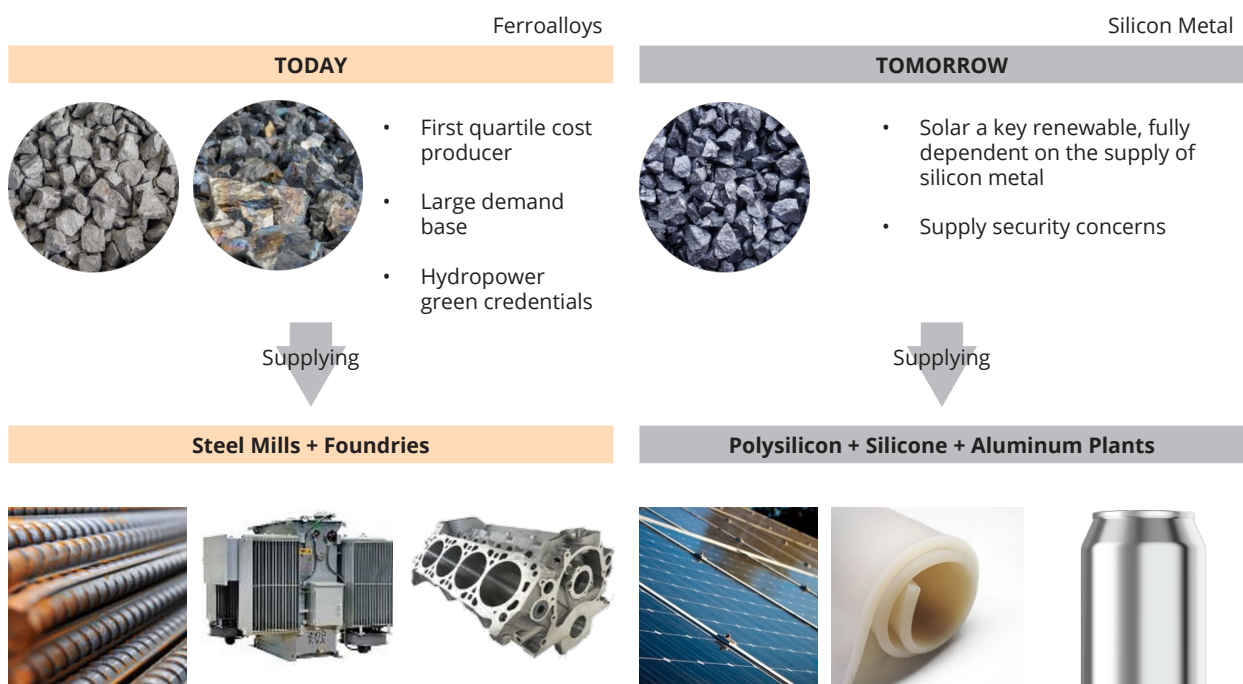 Ferroalloys
TODAY
• First quartile cost
producer
• Large demand
base
• Hydropower
green credentials
Supplying
Steel Mills + Foundries
Silicon Metal
TOMORROW
• Solar a key renewable, fully
dependent on the supply of
silicon metal
• Supply security concerns
Supplying
Polysilicon + Silicone + Aluminum Plants